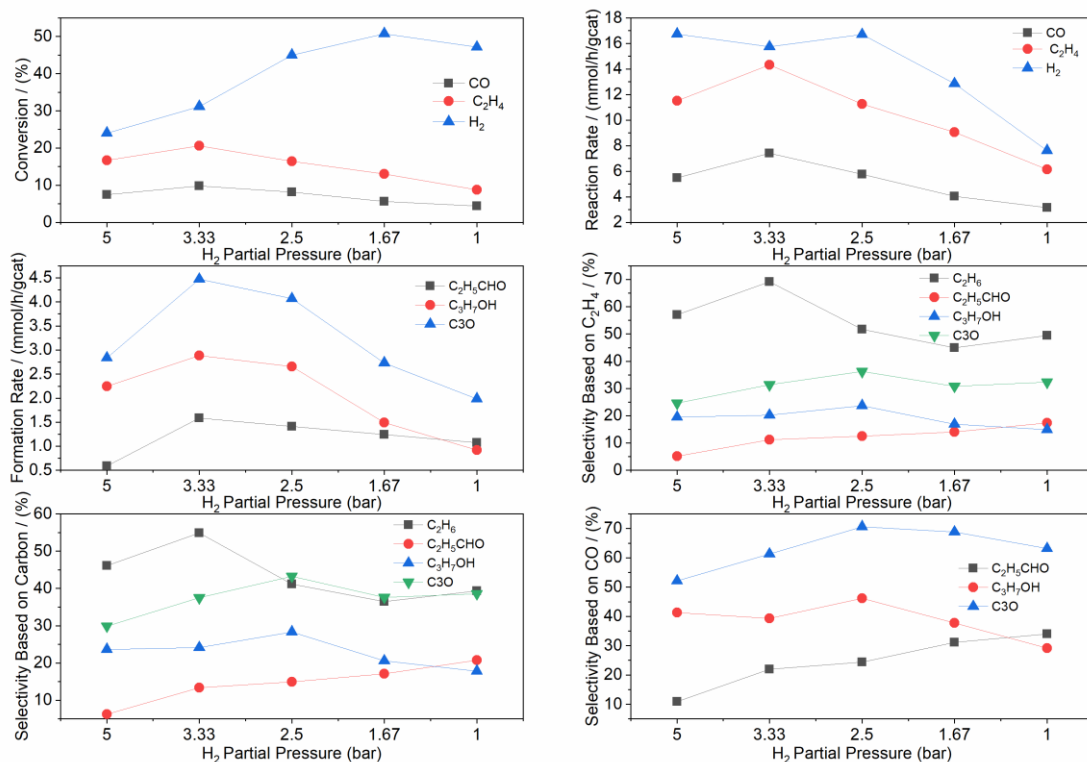 Conversion / (%)
50
40
30
20
10
0
CO
C₂H₄
H₂
5
3.33
2.5
1.67
1
H₂ Partial Pressure (bar)
Reaction Rate / (mmol/h/gcat)
18
16
14
12
10
8
6
4
2
CO
C₂H₄
H₂
5
3.33
2.5
1.67
1
H₂ Partial Pressure (bar)
Formation Rate / (mmol/h/gcat)
4.5
4.0
3.5
3.0
2.5
2.0
1.5
1.0
0.5
C₂H₅CHO
C₃H₇OH
C3O
5
3.33
2.5
1.67
1
H₂ Partial Pressure (bar)
Selectivity Based on C₂H₄ / (%)
70
60
50
40
30
20
10
0
C₂H₆
C₂H₅CHO
C₃H₇OH
C3O
5
3.33
2.5
1.67
1
H₂ Partial Pressure (bar)
Selectivity Based on Carbon / (%)
60
50
40
30
20
10
C₂H₆
C₂H₅CHO
C₃H₇OH
C3O
5
3.33
2.5
1.67
1
H₂ Partial Pressure (bar)
Selectivity Based on CO / (%)
70
60
50
40
30
20
10
C₂H₅CHO
C₃H₇OH
C3O
5
3.33
2.5
1.67
1
H₂ Partial Pressure (bar)